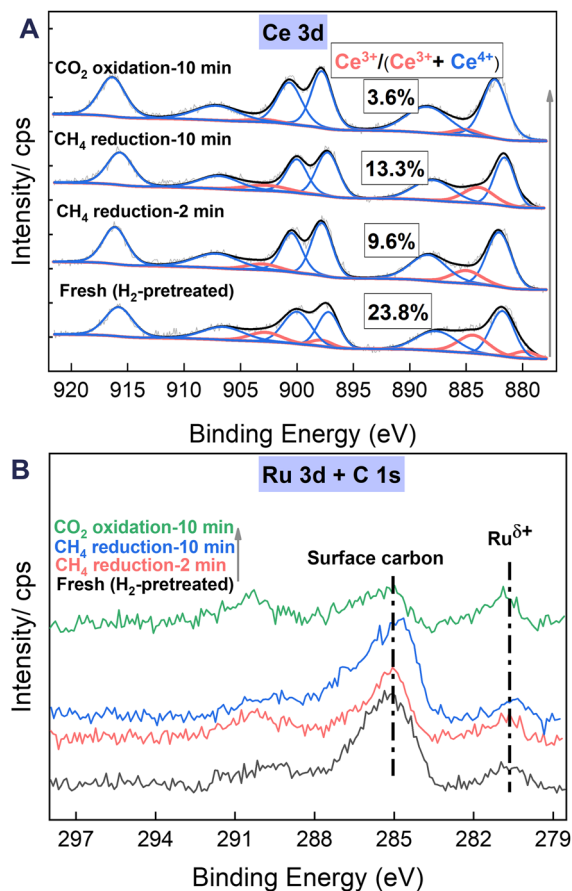 A
Ce 3d
Ce³⁺/(Ce³⁺+ Ce⁴⁺)
CO₂ oxidation-10 min
3.6%
CH₄ reduction-10 min
13.3%
CH₄ reduction-2 min
9.6%
Fresh (H₂-pretreated)
23.8%
Intensity/ cps
920 915 910 905 900 895 890 885 880
Binding Energy (eV)
B
Ru 3d + C 1s
CO₂ oxidation-10 min
CH₄ reduction-10 min
CH₄ reduction-2 min
Fresh (H₂-pretreated)
Surface carbon
Ru^δ+
Intensity/ cps
297 294 291 288 285 282 279
Binding Energy (eV)